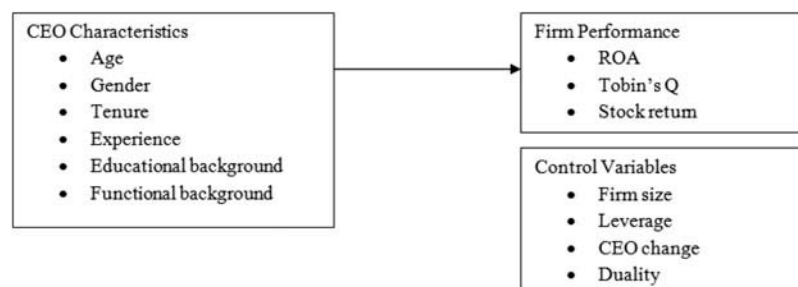 CEO Characteristics
• Age
• Gender
• Tenure
• Experience
• Educational background
• Functional background
Firm Performance
• ROA
• Tobin's Q
• Stock return
Control Variables
• Firm size
• Leverage
• CEO change
• Duality